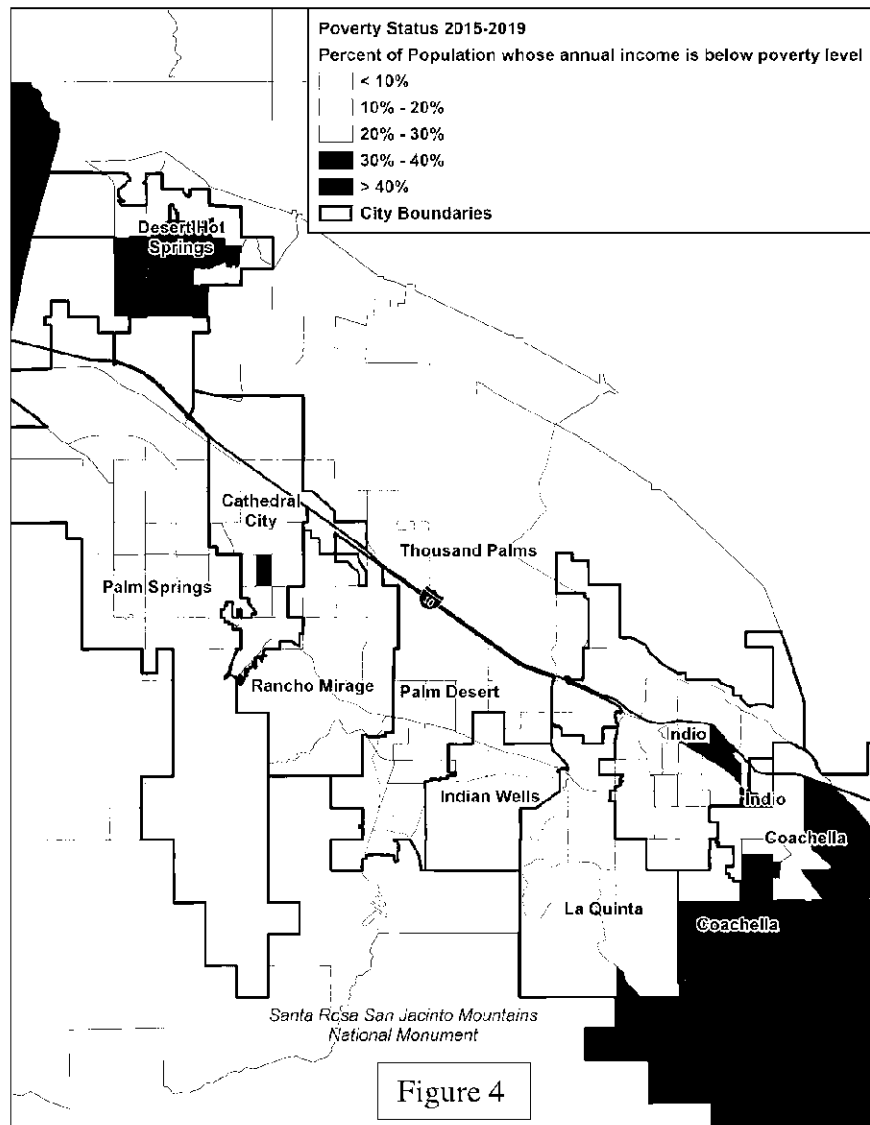 Poverty Status 2015-2019
Percent of Population whose annual income is below poverty level
< 10%
10% - 20%
20% - 30%
30% - 40%
> 40%
City Boundaries
Desert Hot
Springs
Cathedral
City
Thousand Palms
Palm Springs
10
Rancho Mirage
Palm Desert
Indio
Indian Wells
Indio
Coachella
La Quinta
Coachella
Santa Rosa San Jacinto Mountains
National Monument
Figure 4